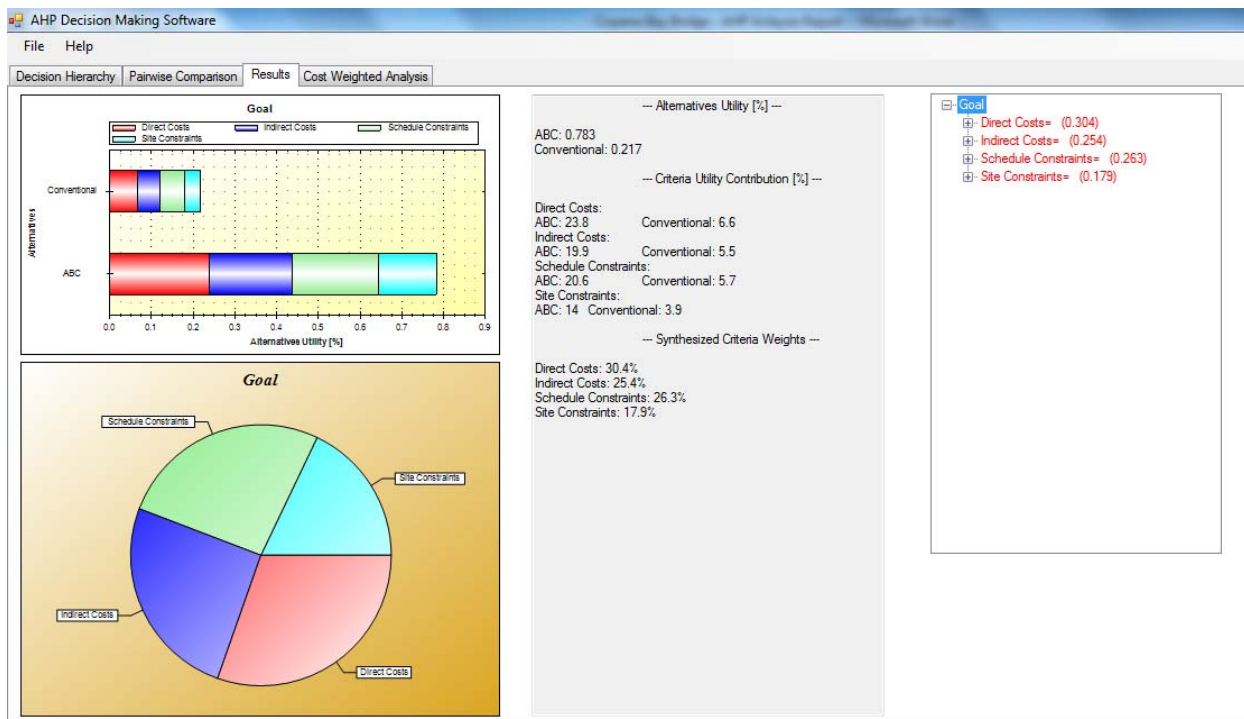 AHP Decision Making Software
File Help
Decision Hierarchy Pairwise Comparison Results Cost Weighted Analysis
Goal
Direct Costs Indirect Costs Schedule Constraints
Site Constraints
Alternatives
Conventional
ABC
0.0 0.1 0.2 0.3 0.4 0.5 0.6 0.7 0.8 0.9
Alternatives Utility [%]
Goal
Schedule Constraints
Site Constraints
Indirect Costs
Direct Costs
--- Alternatives Utility [%] ---
ABC: 0.783
Conventional: 0.217
--- Criteria Utility Contribution [%] ---
Direct Costs:
ABC: 23.8 Conventional: 6.6
Indirect Costs:
ABC: 19.9 Conventional: 5.5
Schedule Constraints:
ABC: 20.6 Conventional: 5.7
Site Constraints:
ABC: 14 Conventional: 3.9
--- Synthesized Criteria Weights ---
Direct Costs: 30.4%
Indirect Costs: 25.4%
Schedule Constraints: 26.3%
Site Constraints: 17.9%
Goal
Direct Costs= (0.304)
Indirect Costs= (0.254)
Schedule Constraints= (0.263)
Site Constraints= (0.179)